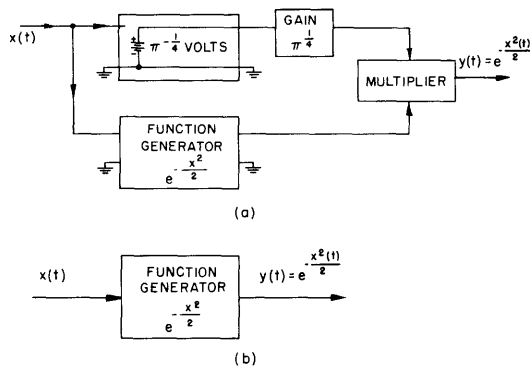 x(t)
π^{-1/4} VOLTS
GAIN
π^{1/4}
MULTIPLIER
y(t) = e^{-x²(t)/2}
FUNCTION
GENERATOR
e^{-x²/2}
(a)
x(t)
FUNCTION
GENERATOR
e^{-x²/2}
y(t) = e^{-x²(t)/2}
(b)